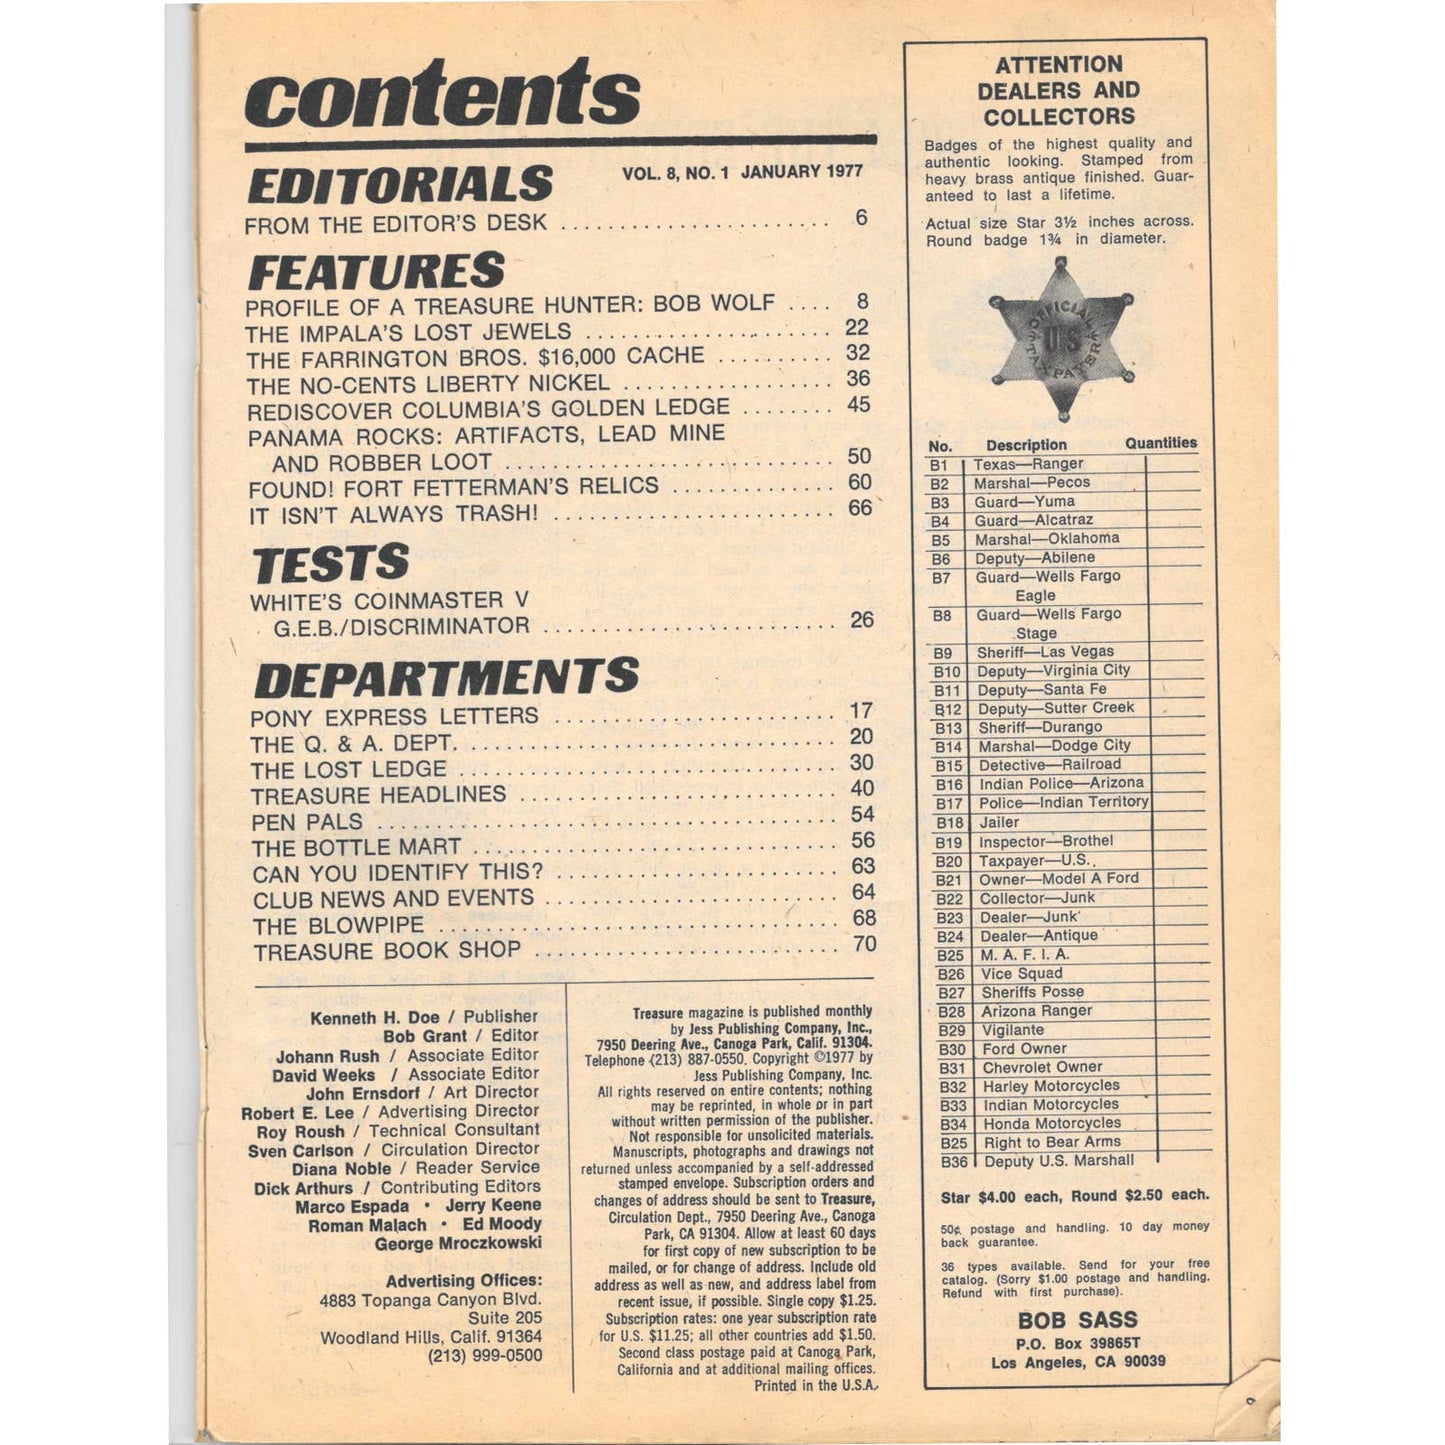 contents
EDITORIALS
VOL. 8, NO. 1 JANUARY 1977
FROM THE EDITOR'S DESK 6
FEATURES
PROFILE OF A TREASURE HUNTER: BOB WOLF 8
THE IMPALA'S LOST JEWELS 22
THE FARRINGTON BROS. $16,000 CACHE 32
THE NO-CENTS LIBERTY NICKEL 36
REDISCOVER COLUMBIA'S GOLDEN LEDGE 45
PANAMA ROCKS: ARTIFACTS, LEAD MINE
AND ROBBER LOOT 50
FOUND! FORT FETTERMAN'S RELICS 60
IT ISN'T ALWAYS TRASH! 66
TESTS
WHITE'S COINMASTER V
G.E.B./DISCRIMINATOR 26
DEPARTMENTS
PONY EXPRESS LETTERS 17
THE Q. & A. DEPT. 20
THE LOST LEDGE 30
TREASURE HEADLINES 40
PEN PALS 54
THE BOTTLE MART 56
CAN YOU IDENTIFY THIS? 63
CLUB NEWS AND EVENTS 64
THE BLOWPIPE 68
TREASURE BOOK SHOP 70
Kenneth H. Doe / Publisher
Bob Grant / Editor
Johann Rush / Associate Editor
David Weeks / Associate Editor
John Ernsdorf / Art Director
Robert E. Lee / Advertising Director
Roy Roush / Technical Consultant
Sven Carlson / Circulation Director
Diana Noble / Reader Service
Dick Arthurs / Contributing Editors
Marco Espada • Jerry Keene
Roman Malach • Ed Moody
George Mroczkowski
Advertising Offices:
4883 Topanga Canyon Blvd.
Suite 205
Woodland Hills, Calif. 91364
(213) 999-0500
Treasure magazine is published monthly
by Jess Publishing Company, Inc.,
7950 Deering Ave., Canoga Park, Calif. 91304.
Telephone (213) 887-0550. Copyright ©1977 by
Jess Publishing Company, Inc.
All rights reserved on entire contents; nothing
may be reprinted, in whole or in part
without written permission of the publisher.
Not responsible for unsolicited materials.
Manuscripts, photographs and drawings not
returned unless accompanied by a self-addressed
stamped envelope. Subscription orders and
changes of address should be sent to Treasure,
Circulation Dept., 7950 Deering Ave., Canoga
Park, CA 91304. Allow at least 60 days
for first copy of new subscription to be
mailed, or for change of address. Include old
address as well as new, and address label from
recent issue, if possible. Single copy $1.25.
Subscription rates: one year subscription rate
for U.S. $11.25; all other countries add $1.50.
Second class postage paid at Canoga Park,
California and at additional mailing offices.
Printed in the U.S.A.
ATTENTION
DEALERS AND
COLLECTORS
Badges of the highest quality and
authentic looking. Stamped from
heavy brass antique finished. Guar-
anteed to last a lifetime.
Actual size Star 3½ inches across.
Round badge 1¾ in diameter.
OFFICIAL
U S
TAXPAYER
No. Description Quantities
B1 Texas—Ranger
B2 Marshal—Pecos
B3 Guard—Yuma
B4 Guard—Alcatraz
B5 Marshal—Oklahoma
B6 Deputy—Abilene
B7 Guard—Wells Fargo
Eagle
B8 Guard—Wells Fargo
Stage
B9 Sheriff—Las Vegas
B10 Deputy—Virginia City
B11 Deputy—Santa Fe
B12 Deputy—Sutter Creek
B13 Sheriff—Durango
B14 Marshal—Dodge City
B15 Detective—Railroad
B16 Indian Police—Arizona
B17 Police—Indian Territory
B18 Jailer
B19 Inspector—Brothel
B20 Taxpayer—U.S.
B21 Owner—Model A Ford
B22 Collector—Junk
B23 Dealer—Junk
B24 Dealer—Antique
B25 M. A. F. I. A.
B26 Vice Squad
B27 Sheriffs Posse
B28 Arizona Ranger
B29 Vigilante
B30 Ford Owner
B31 Chevrolet Owner
B32 Harley Motorcycles
B33 Indian Motorcycles
B34 Honda Motorcycles
B25 Right to Bear Arms
B36 Deputy U.S. Marshall
Star $4.00 each, Round $2.50 each.
50¢ postage and handling. 10 day money
back guarantee.
36 types available. Send for your free
catalog. (Sorry $1.00 postage and handling.
Refund with first purchase).
BOB SASS
P.O. Box 39865T
Los Angeles, CA 90039